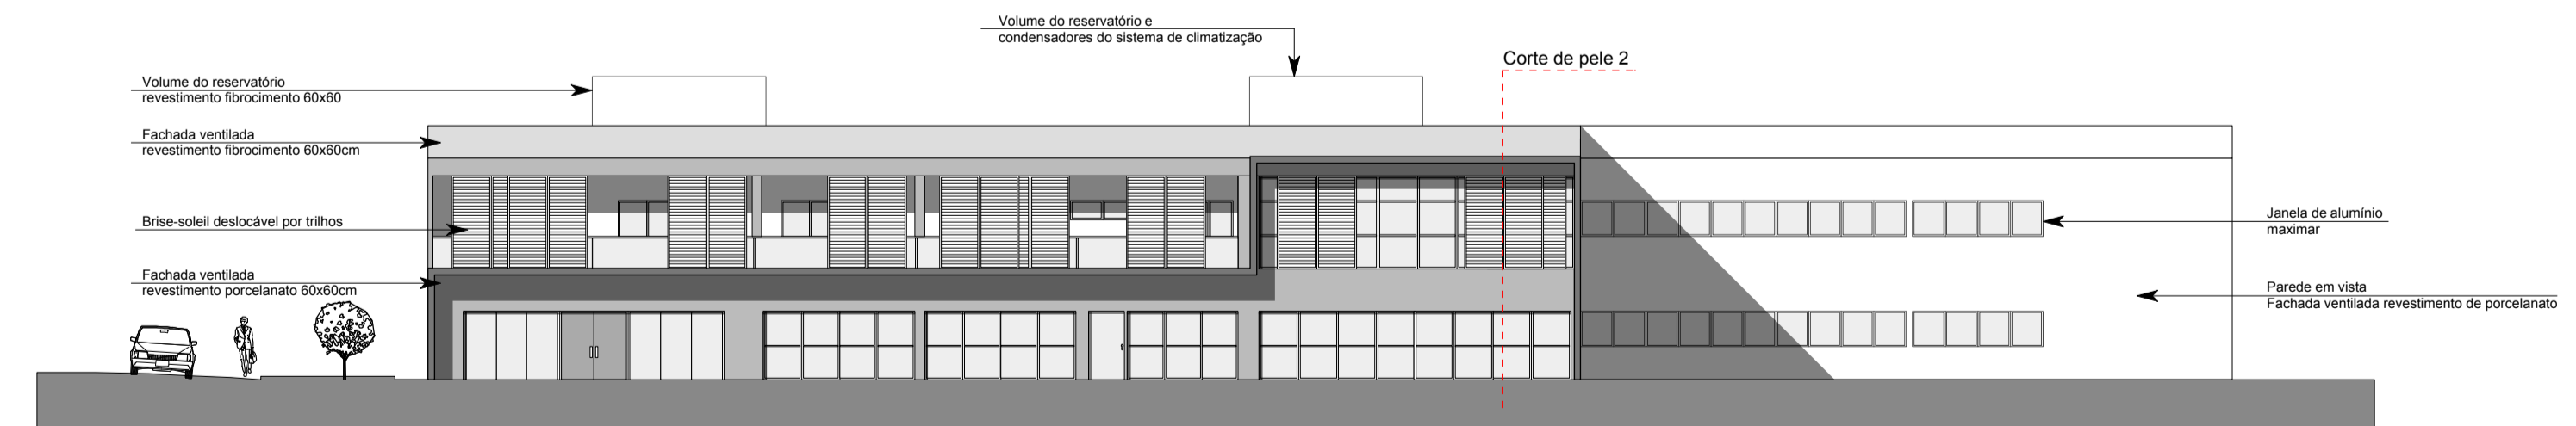 Volume do reservatório e
condensadores do sistema de climatização
Corte de pele 2
Volume do reservatório
revestimento fibrocimento 60x60
Fachada ventilada
revestimento fibrocimento 60x60cm
Brise-soleil deslocável por trilhos
Fachada ventilada
revestimento porcelanato 60x60cm
Janela de alumínio
maximar
Parede em vista
Fachada ventilada revestimento de porcelanato